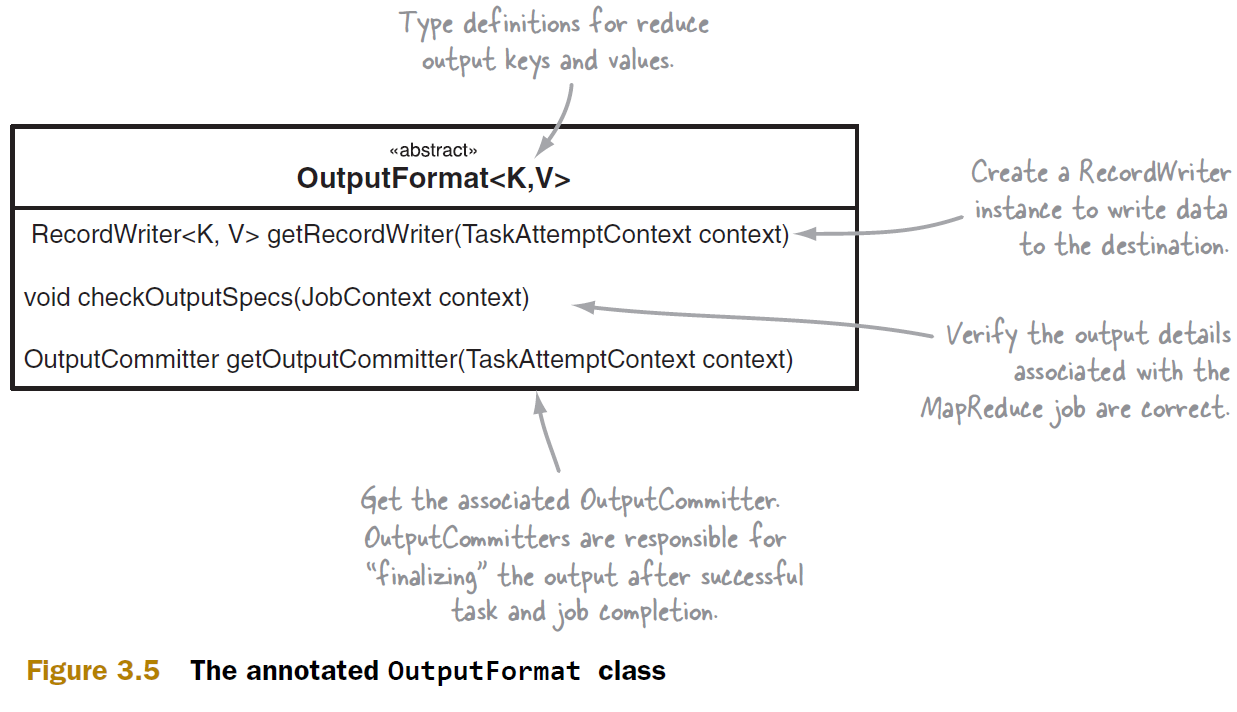 Type definitions for reduce
output keys and values.
«abstract»
OutputFormat<K,V>
RecordWriter<K, V> getRecordWriter(TaskAttemptContext context)
Create a RecordWriter
instance to write data
to the destination.
void checkOutputSpecs(JobContext context)
Verify the output details
associated with the
MapReduce job are correct.
OutputCommitter getOutputCommitter(TaskAttemptContext context)
Get the associated OutputCommitter.
OutputCommitters are responsible for
“finalizing” the output after successful
task and job completion.
Figure 3.5 The annotated OutputFormat class